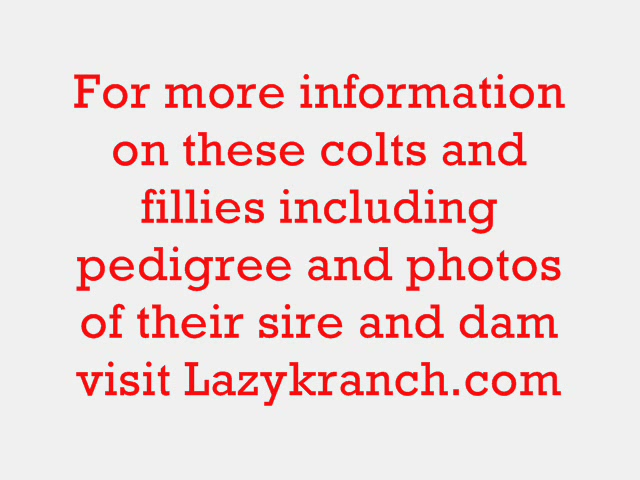 For more information
on these colts and
fillies including
pedigree and photos
of their sire and dam
visit Lazykranch.com